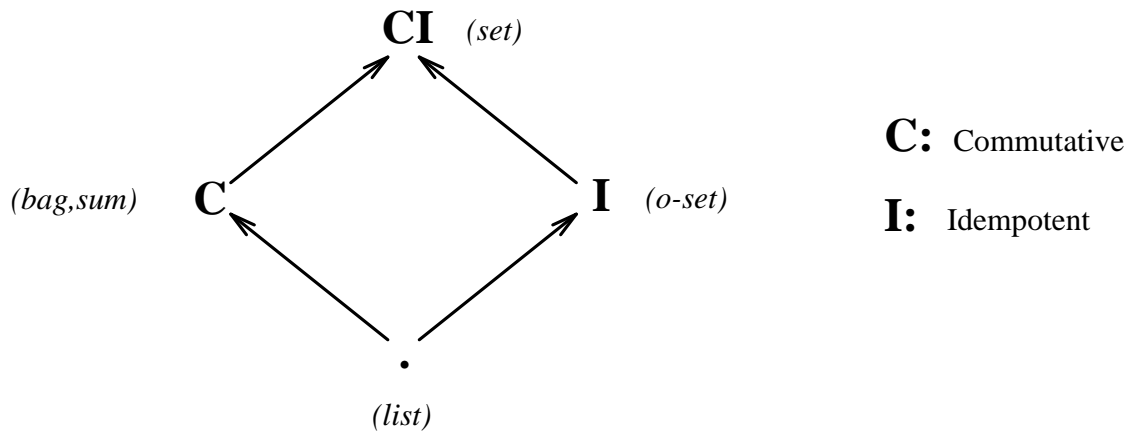 CI (set)
C: Commutative
(bag,sum) C
I (o-set)
I: Idempotent
.
(list)